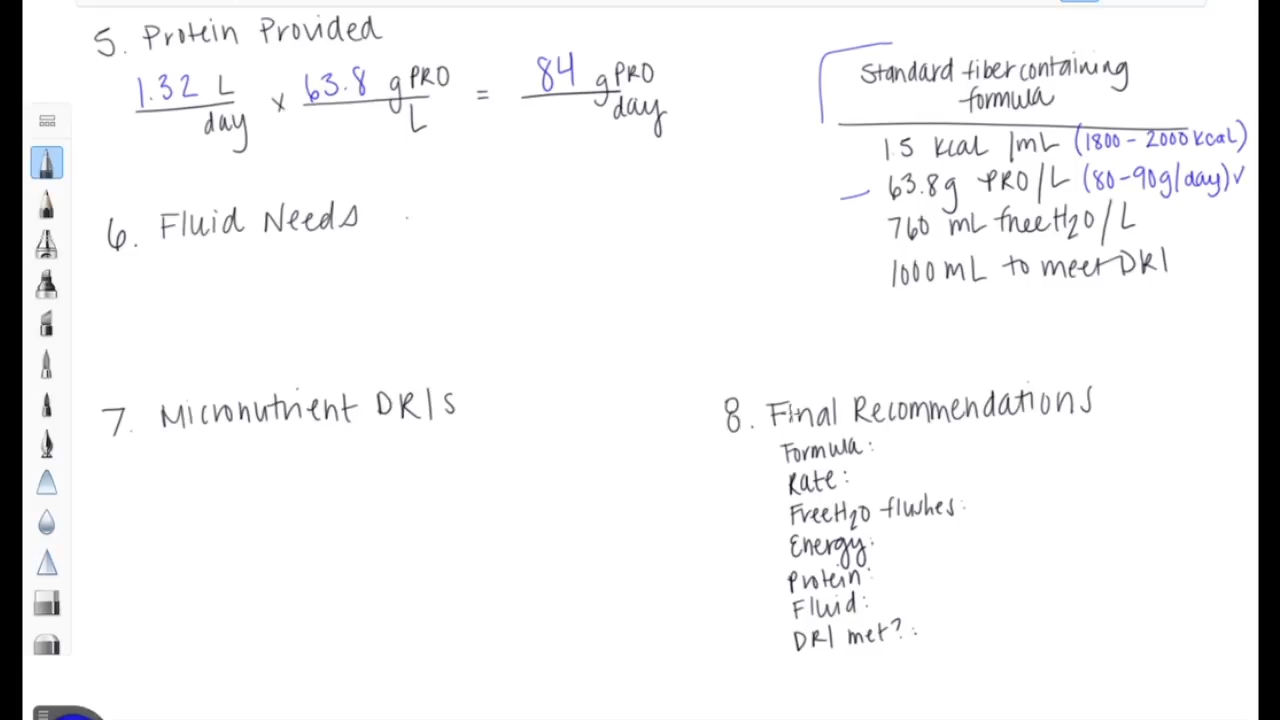 5. Protein Provided
1.32 L/day × 63.8 g PRO/L = 84 g PRO/day
Standard fiber containing
formula
1.5 kcal/mL (1800-2000 kcal)
63.8g PRO/L (80-90g/day) ✓
760 mL free H2O/L
1000 mL to meet DRI
6. Fluid Needs
7. Micronutrient DRIs
8. Final Recommendations
Formula:
Rate:
Free H2O flushes:
Energy:
Protein:
Fluid:
DRI met?: